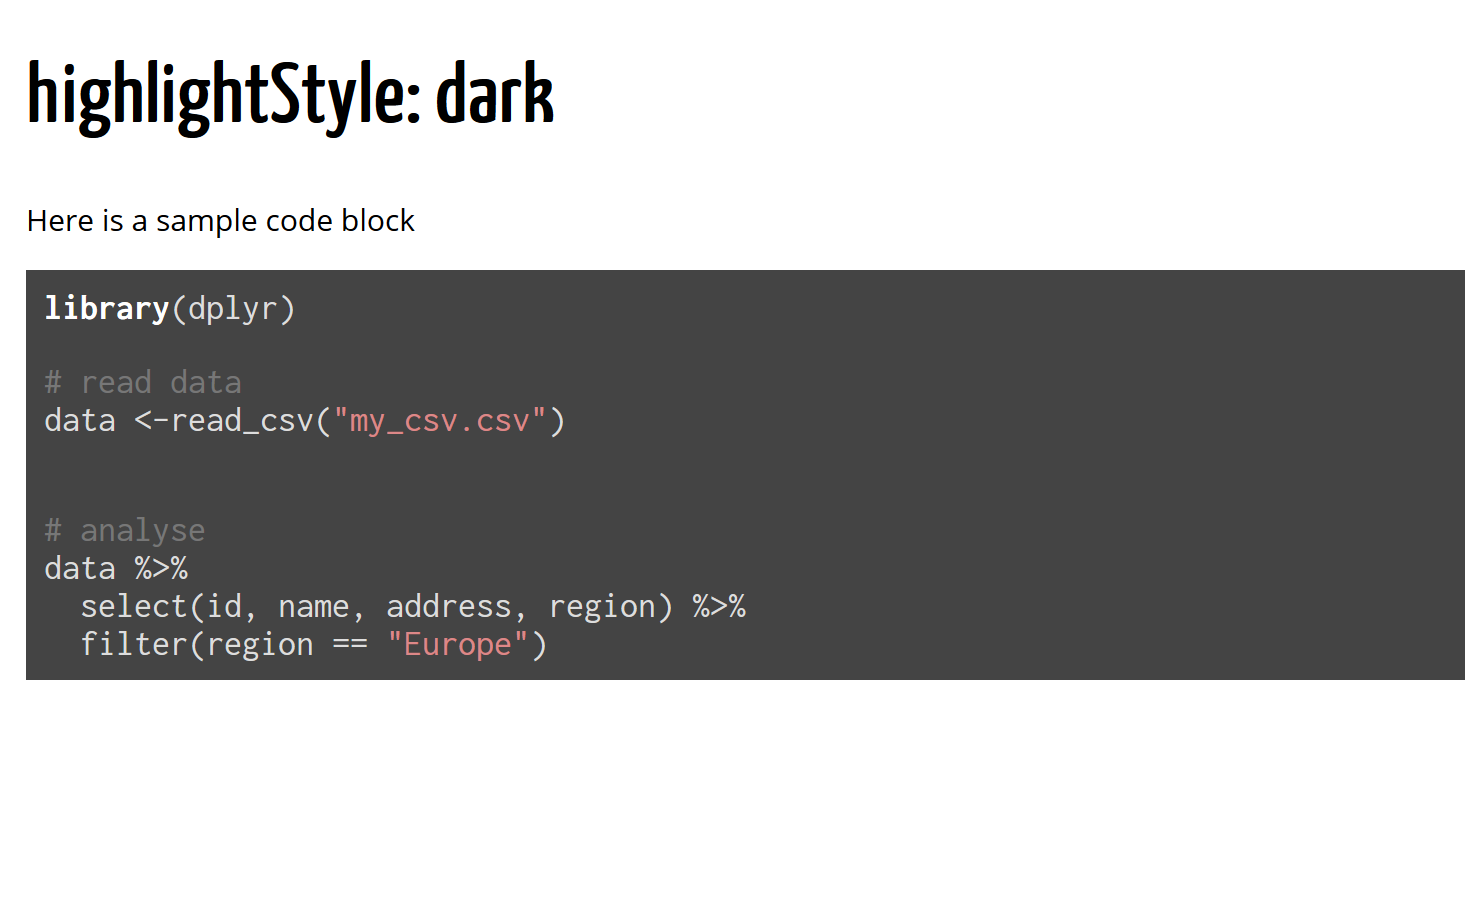 highlightStyle: dark
Here is a sample code block
library(dplyr)
# read data
data <-read_csv("my_csv.csv")
# analyse
data %>%
  select(id, name, address, region) %>%
  filter(region == "Europe")